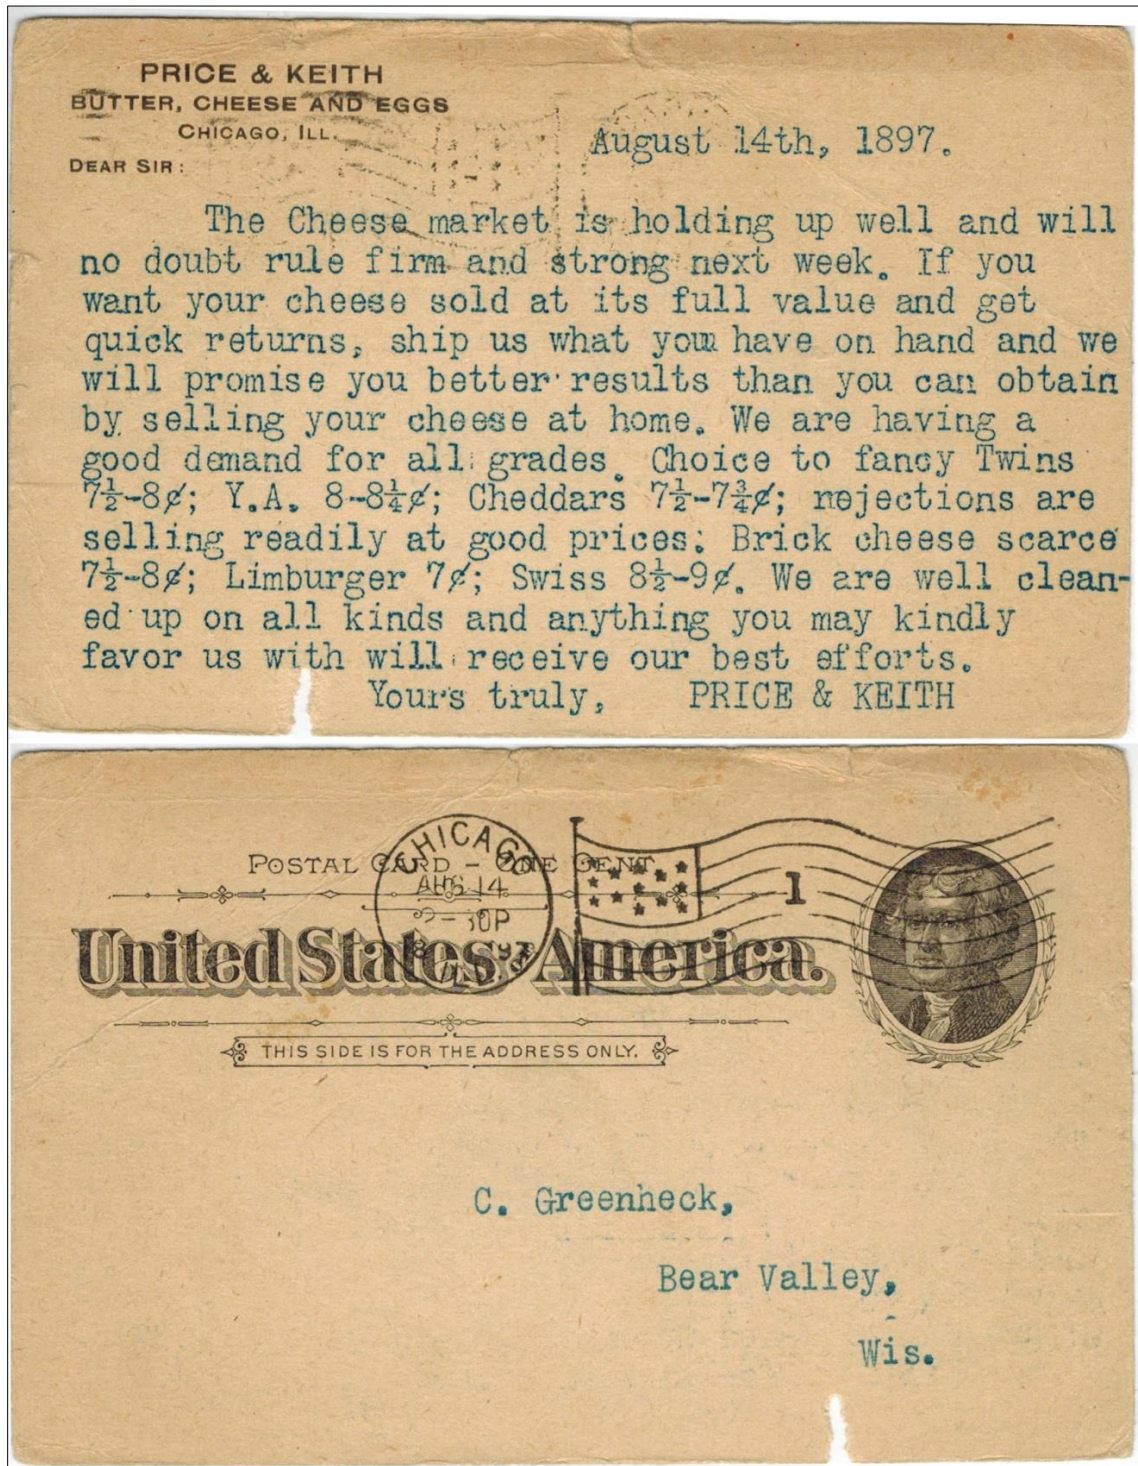 PRICE & KEITH
BUTTER, CHEESE AND EGGS
CHICAGO, ILL.
August 14th, 1897.
DEAR SIR:
The Cheese market is holding up well and will
no doubt rule firm and strong next week. If you
want your cheese sold at its full value and get
quick returns, ship us what you have on hand and we
will promise you better results than you can obtain
by selling your cheese at home. We are having a
good demand for all grades. Choice to fancy Twins
7½-8¢; Y.A. 8-8¼¢; Cheddars 7½-7¾¢; rejections are
selling readily at good prices: Brick cheese scarce
7½-8¢; Limburger 7¢; Swiss 8½-9¢. We are well clean-
ed up on all kinds and anything you may kindly
favor us with will receive our best efforts.
Yours truly, PRICE & KEITH
CHICAGO
POSTAL CARD - ONE CENT
AUG 14
1
United States America.
THIS SIDE IS FOR THE ADDRESS ONLY.
C. Greenheck,
Bear Valley,
Wis.